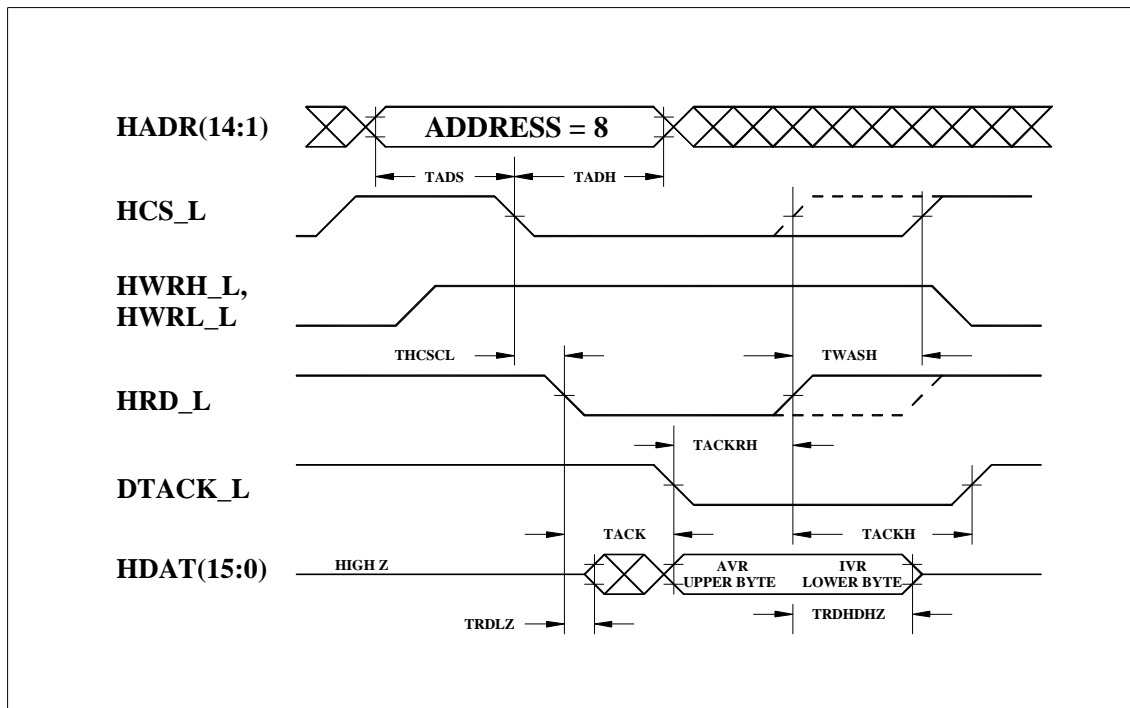 HADR(14:1)
ADDRESS = 8
TADS
TADH
HCS_L
HWRH_L,
HWRL_L
THCSCL
TWASH
HRD_L
TACKRH
DTACK_L
TACK
TACKH
HDAT(15:0)
HIGH Z
AVR
UPPER BYTE
IVR
LOWER BYTE
TRDLZ
TRDHDHZ